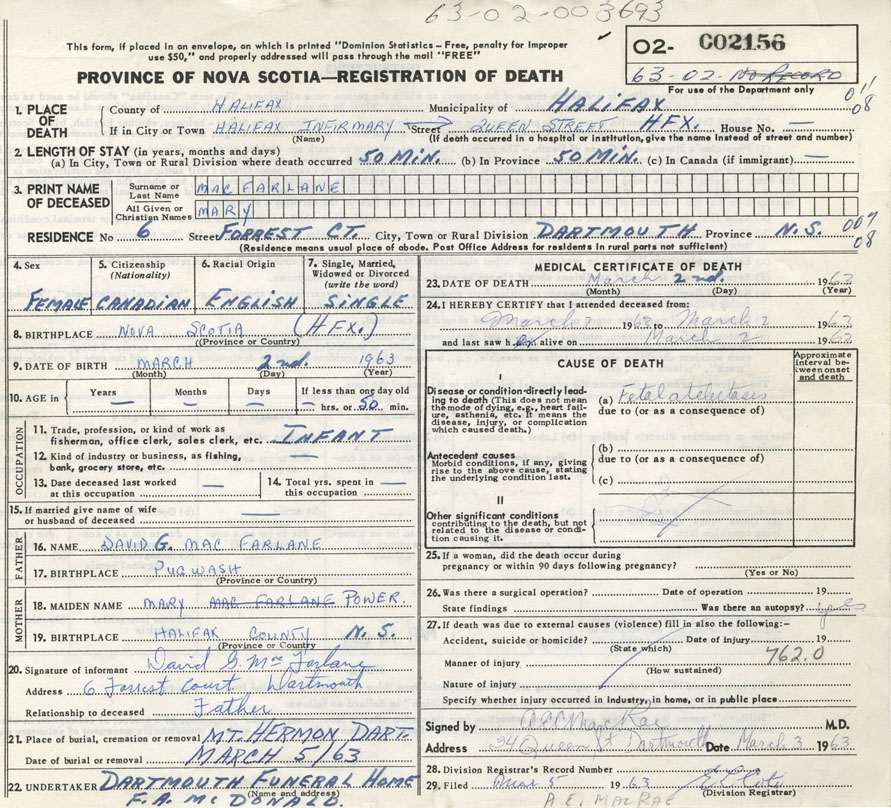 63-02-003693
This form, if placed in an envelope, on which is printed "Dominion Statistics - Free, penalty for improper
use $50," and properly addressed will pass through the mail "FREE"
02- C02156
63-02-No Record
PROVINCE OF NOVA SCOTIA—REGISTRATION OF DEATH
For use of the Department only
011
08
1. PLACE OF DEATH
County of HALIFAX Municipality of HALIFAX
If in City or Town HALIFAX INFIRMARY Street QUEEN STREET HFX. House No. —
(Name) (If death occurred in a hospital or institution, give the name instead of street and number)
2. LENGTH OF STAY (in years, months and days)
(a) In City, Town or Rural Division where death occurred 50 MIN. (b) In Province 50 MIN. (c) In Canada (if immigrant) —
3. PRINT NAME OF DECEASED
Surname or Last Name MACFARLANE
All Given or Christian Names MARY
RESIDENCE No 6 Street FORREST CT. City, Town or Rural Division DARTMOUTH Province N.S. 007
08
(Residence means usual place of abode. Post Office Address for residents in rural parts not sufficient)
4. Sex 5. Citizenship (Nationality) 6. Racial Origin 7. Single, Married, Widowed or Divorced (write the word)
FEMALE CANADIAN ENGLISH SINGLE
8. BIRTHPLACE NOVA SCOTIA (HFX.)
(Province or Country)
9. DATE OF BIRTH MARCH 2nd 1963
(Month) (Day) (Year)
10. AGE in Years Months Days If less than one day old
— — — — hrs. or 50 min.
OCCUPATION
11. Trade, profession, or kind of work as
fisherman, office clerk, sales clerk, etc. INFANT
12. Kind of industry or business, as fishing,
bank, grocery store, etc. —
13. Date deceased last worked
at this occupation —
14. Total yrs. spent in
this occupation —
15. If married give name of wife
or husband of deceased —
FATHER
16. NAME DAVID G. MAC FARLANE
17. BIRTHPLACE PUGWASH
(Province or Country)
MOTHER
18. MAIDEN NAME MARY MAC FARLANE POWER
19. BIRTHPLACE HALIFAX COUNTY N.S.
(Province or Country)
20. Signature of informant David G. MacFarlane
Address 6 Forrest Court Dartmouth
Relationship to deceased Father
21. Place of burial, cremation or removal MT. HERMON DART.
Date of burial or removal MARCH 5/63
22. UNDERTAKER DARTMOUTH FUNERAL HOME
(Name and address)
F.A. McDONALD.
MEDICAL CERTIFICATE OF DEATH
23. DATE OF DEATH March 2nd. 1963
(Month) (Day) (Year)
24. I HEREBY CERTIFY that I attended deceased from:
March 2 1963 to March 2 1963
and last saw h er alive on March 2 1963
CAUSE OF DEATH
Approximate interval between onset and death
I
Disease or condition directly leading to death (This does not mean the mode of dying, e.g., heart failure, asthenia, etc. It means the disease, injury, or complication which caused death.)
(a) Fetal atelectasis
due to (or as a consequence of)
Antecedent causes
Morbid conditions, if any, giving rise to the above cause, stating the underlying condition last.
(b)
due to (or as a consequence of)
(c)
II
Other significant conditions
contributing to the death, but not related to the disease or condition causing it.
25. If a woman, did the death occur during
pregnancy or within 90 days following pregnancy?
(Yes or No)
26. Was there a surgical operation? Date of operation 19
State findings Was there an autopsy? yes
27. If death was due to external causes (violence) fill in also the following:-
Accident, suicide or homicide? Date of injury 19
(State which)
762.0
Manner of injury
(How sustained)
Nature of injury
Specify whether injury occurred in Industry, in home, or in public place
Signed by MacRae M.D.
Address 34 Queen St Dartmouth Date March 3 1963
28. Division Registrar's Record Number
29. Filed Mar 5 1963
(Division Registrar)
A. E. MACRAE